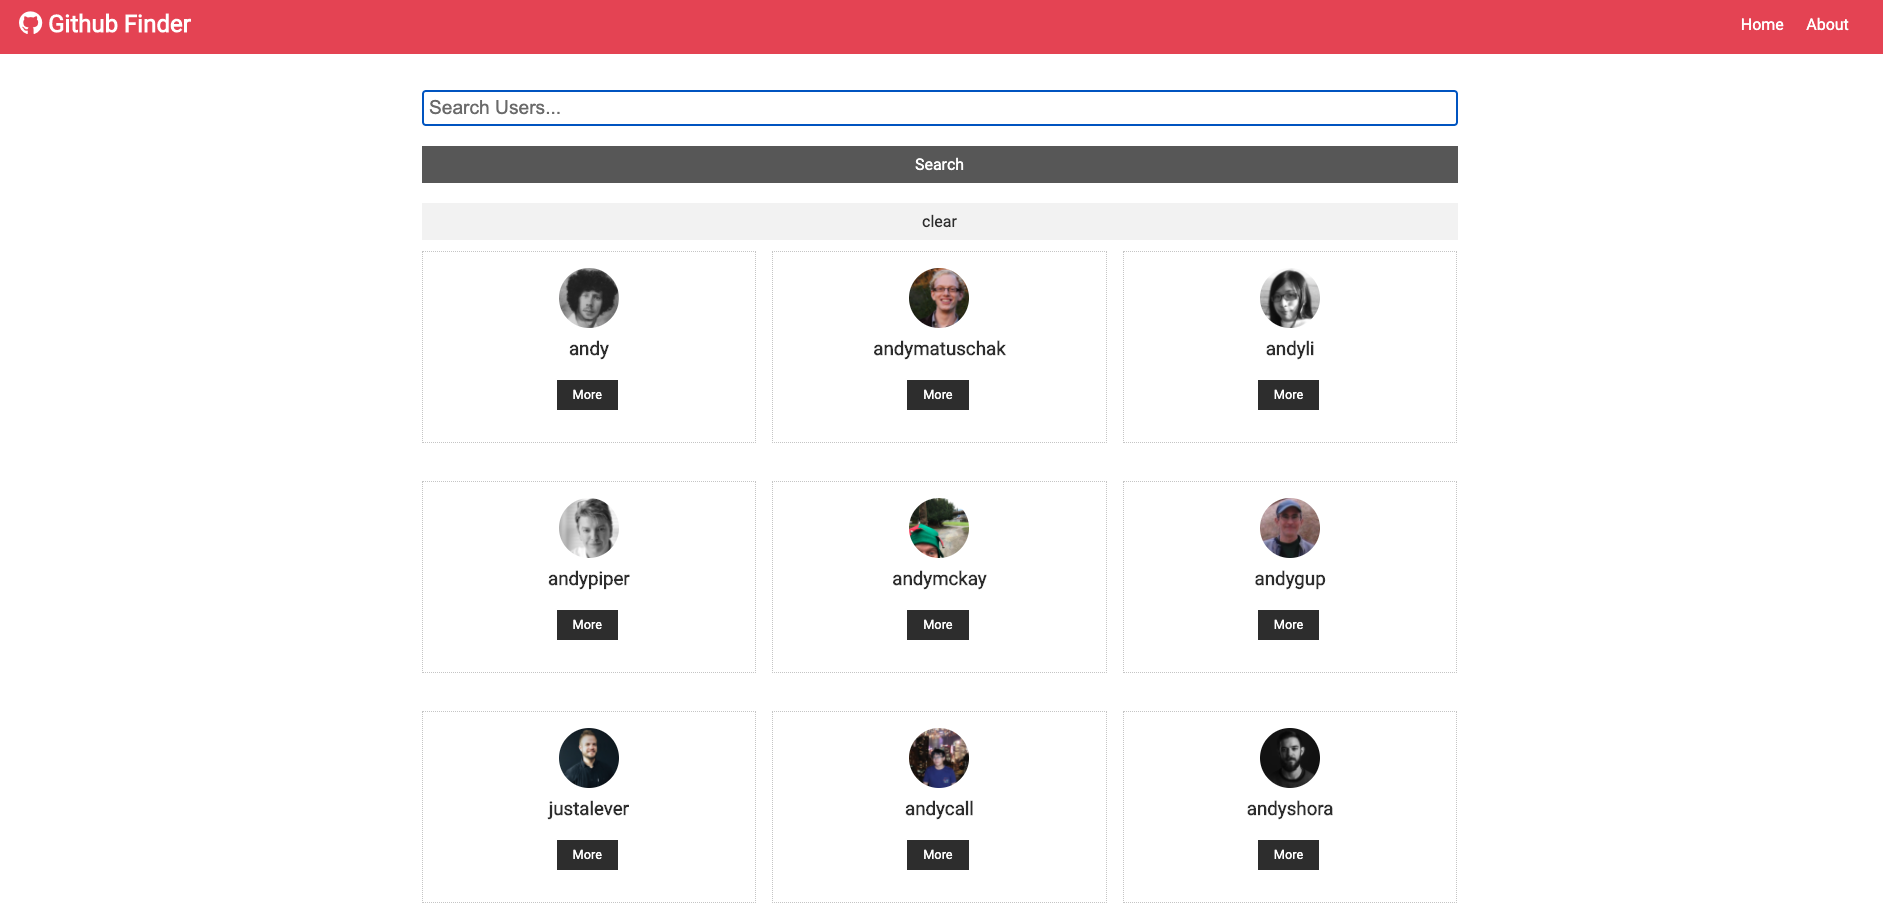 Github Finder
Home About
Search Users...
Search
clear
andy
andymatuschak
andyli
More
More
More
andypiper
andymckay
andygup
More
More
More
justalever
andycall
andyshora
More
More
More